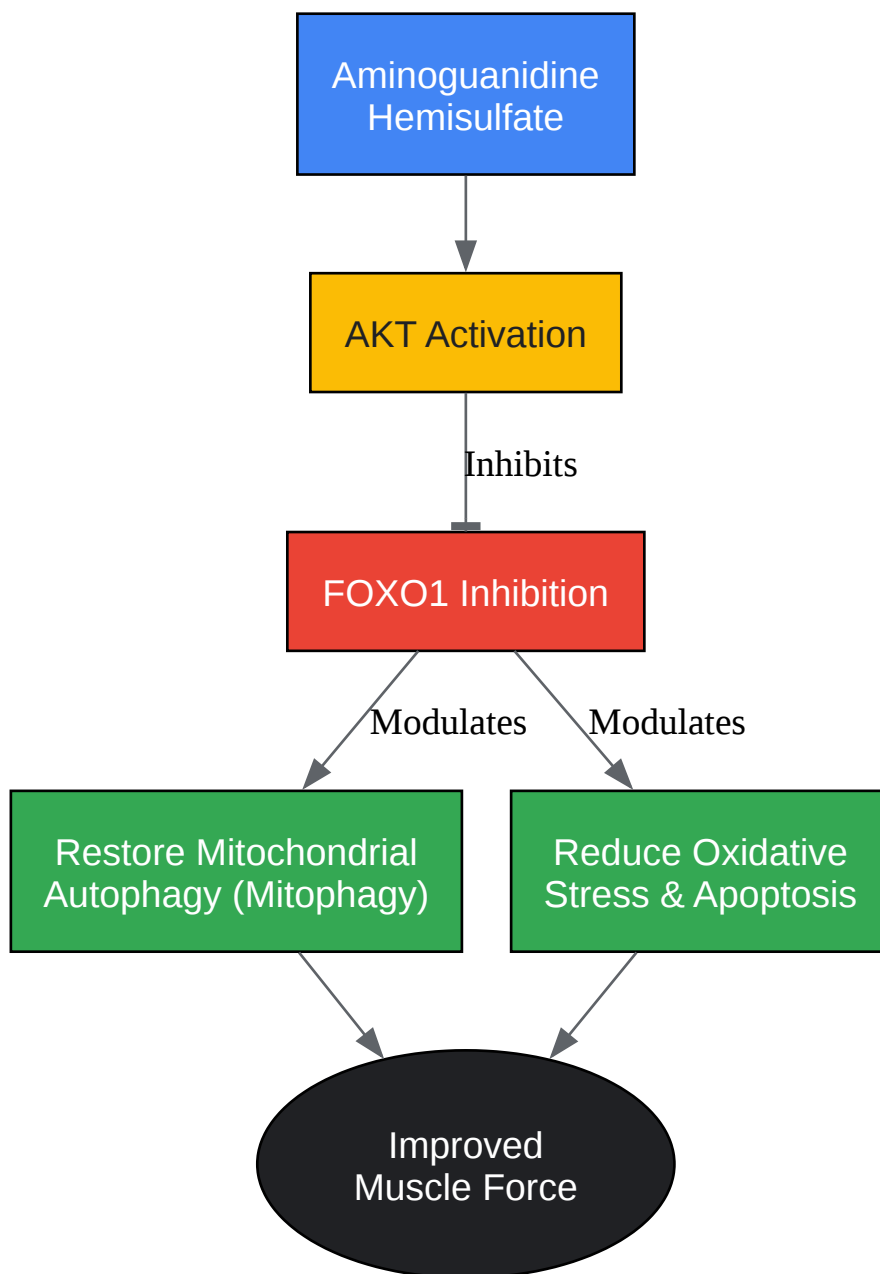 Aminoguanidine
Hemisulfate
AKT Activation
Inhibits
FOXO1 Inhibition
Modulates
Modulates
Restore Mitochondrial
Autophagy (Mitophagy)
Reduce Oxidative
Stress & Apoptosis
Improved
Muscle Force